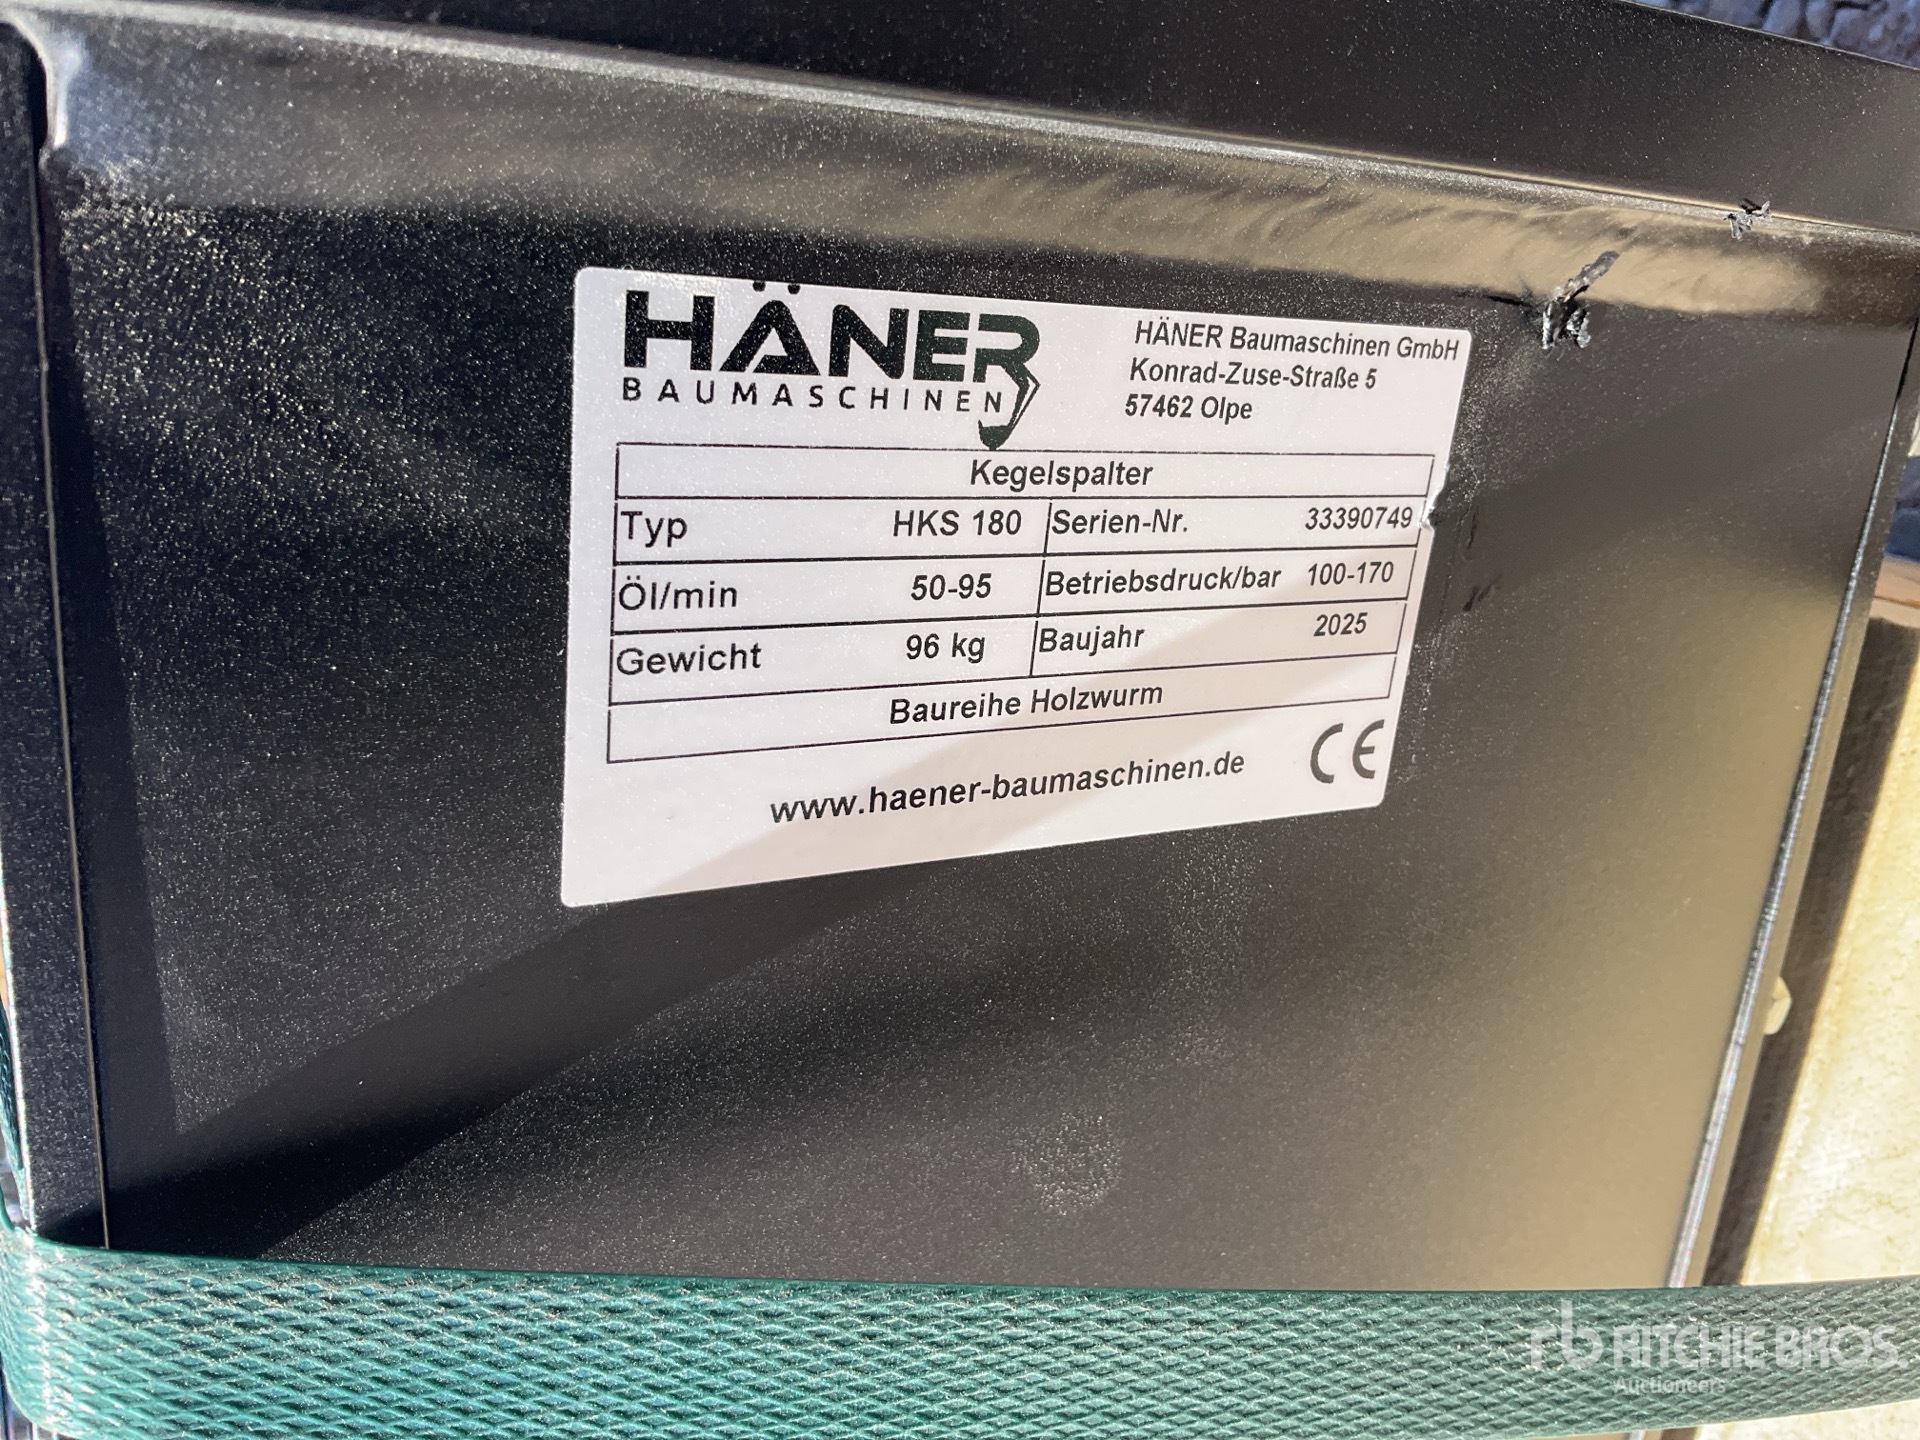 HÄNER
BAUMASCHINEN
HÄNER Baumaschinen GmbH
Konrad-Zuse-Straße 5
57462 Olpe
Kegelspalter
Typ HKS 180 Serien-Nr. 33390749
Öl/min 50-95 Betriebsdruck/bar 100-170
Gewicht 96 kg Baujahr 2025
Baureihe Holzwurm
www.haener-baumaschinen.de CE
rb RITCHIE BROS.
Auctioneers